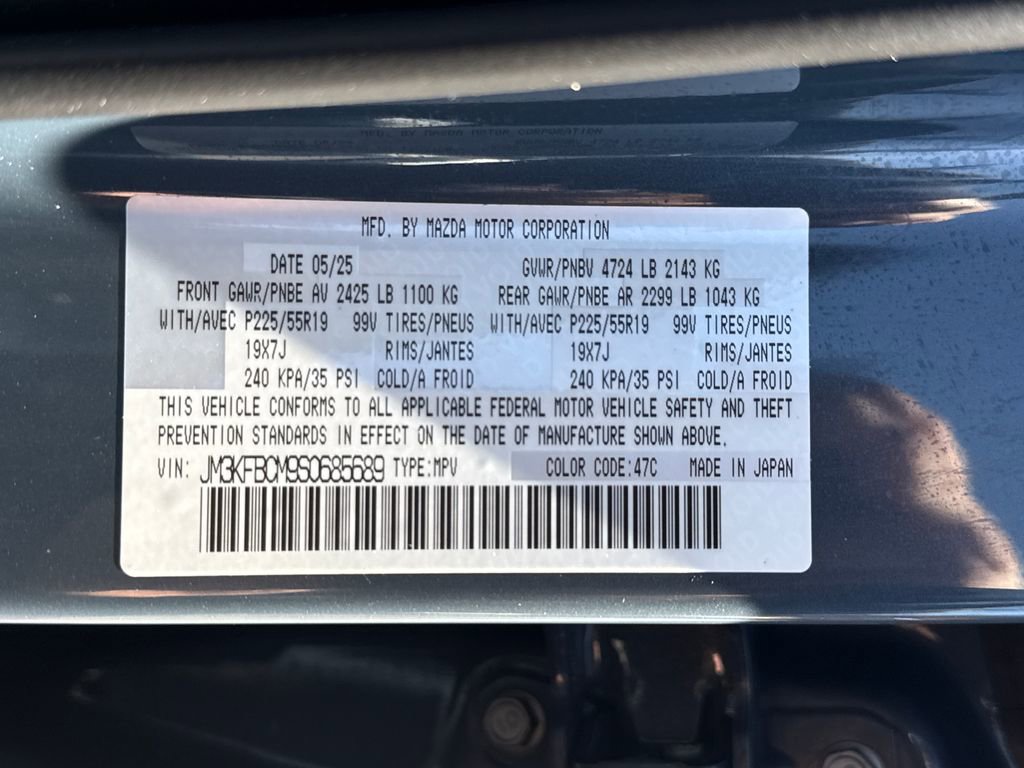 MFD. BY MAZDA MOTOR CORPORATION
DATE 05/25 GVWR/PNBV 4724 LB 2143 KG
FRONT GAWR/PNBE AV 2425 LB 1100 KG REAR GAWR/PNBE AR 2299 LB 1043 KG
WITH/AVEC P225/55R19 99V TIRES/PNEUS WITH/AVEC P225/55R19 99V TIRES/PNEUS
19X7J RIMS/JANTES 19X7J RIMS/JANTES
240 KPA/35 PSI COLD/A FROID 240 KPA/35 PSI COLD/A FROID
THIS VEHICLE CONFORMS TO ALL APPLICABLE FEDERAL MOTOR VEHICLE SAFETY AND THEFT
PREVENTION STANDARDS IN EFFECT ON THE DATE OF MANUFACTURE SHOWN ABOVE.
VIN: JM3KFBCM9S0685689 TYPE:MPV COLOR CODE:47C MADE IN JAPAN